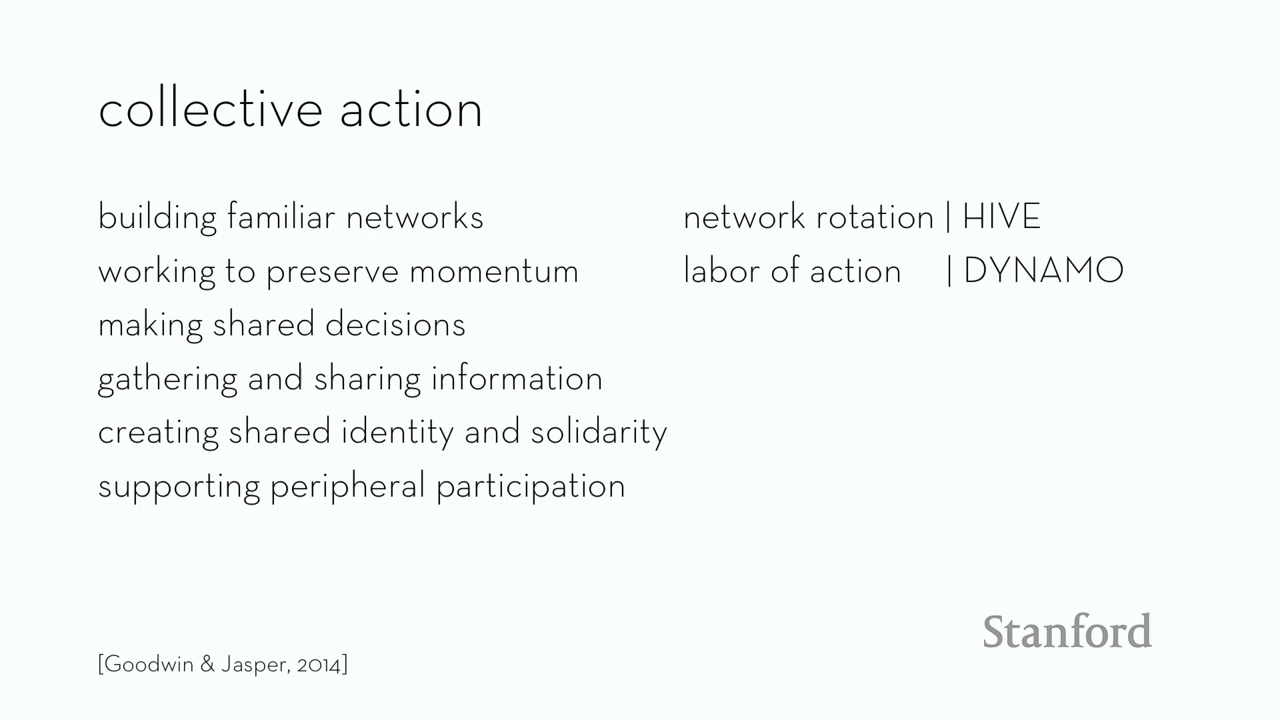 collective action
building familiar networks
network rotation | HIVE
working to preserve momentum
labor of action | DYNAMO
making shared decisions
gathering and sharing information
creating shared identity and solidarity
supporting peripheral participation
Stanford
[Goodwin & Jasper, 2014]